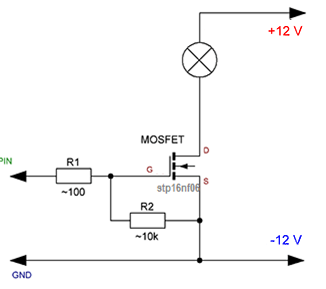 +12 V
MOSFET
D
PIN
R1
G
stp16nf06
S
~100
R2
~10k
-12 V
GND